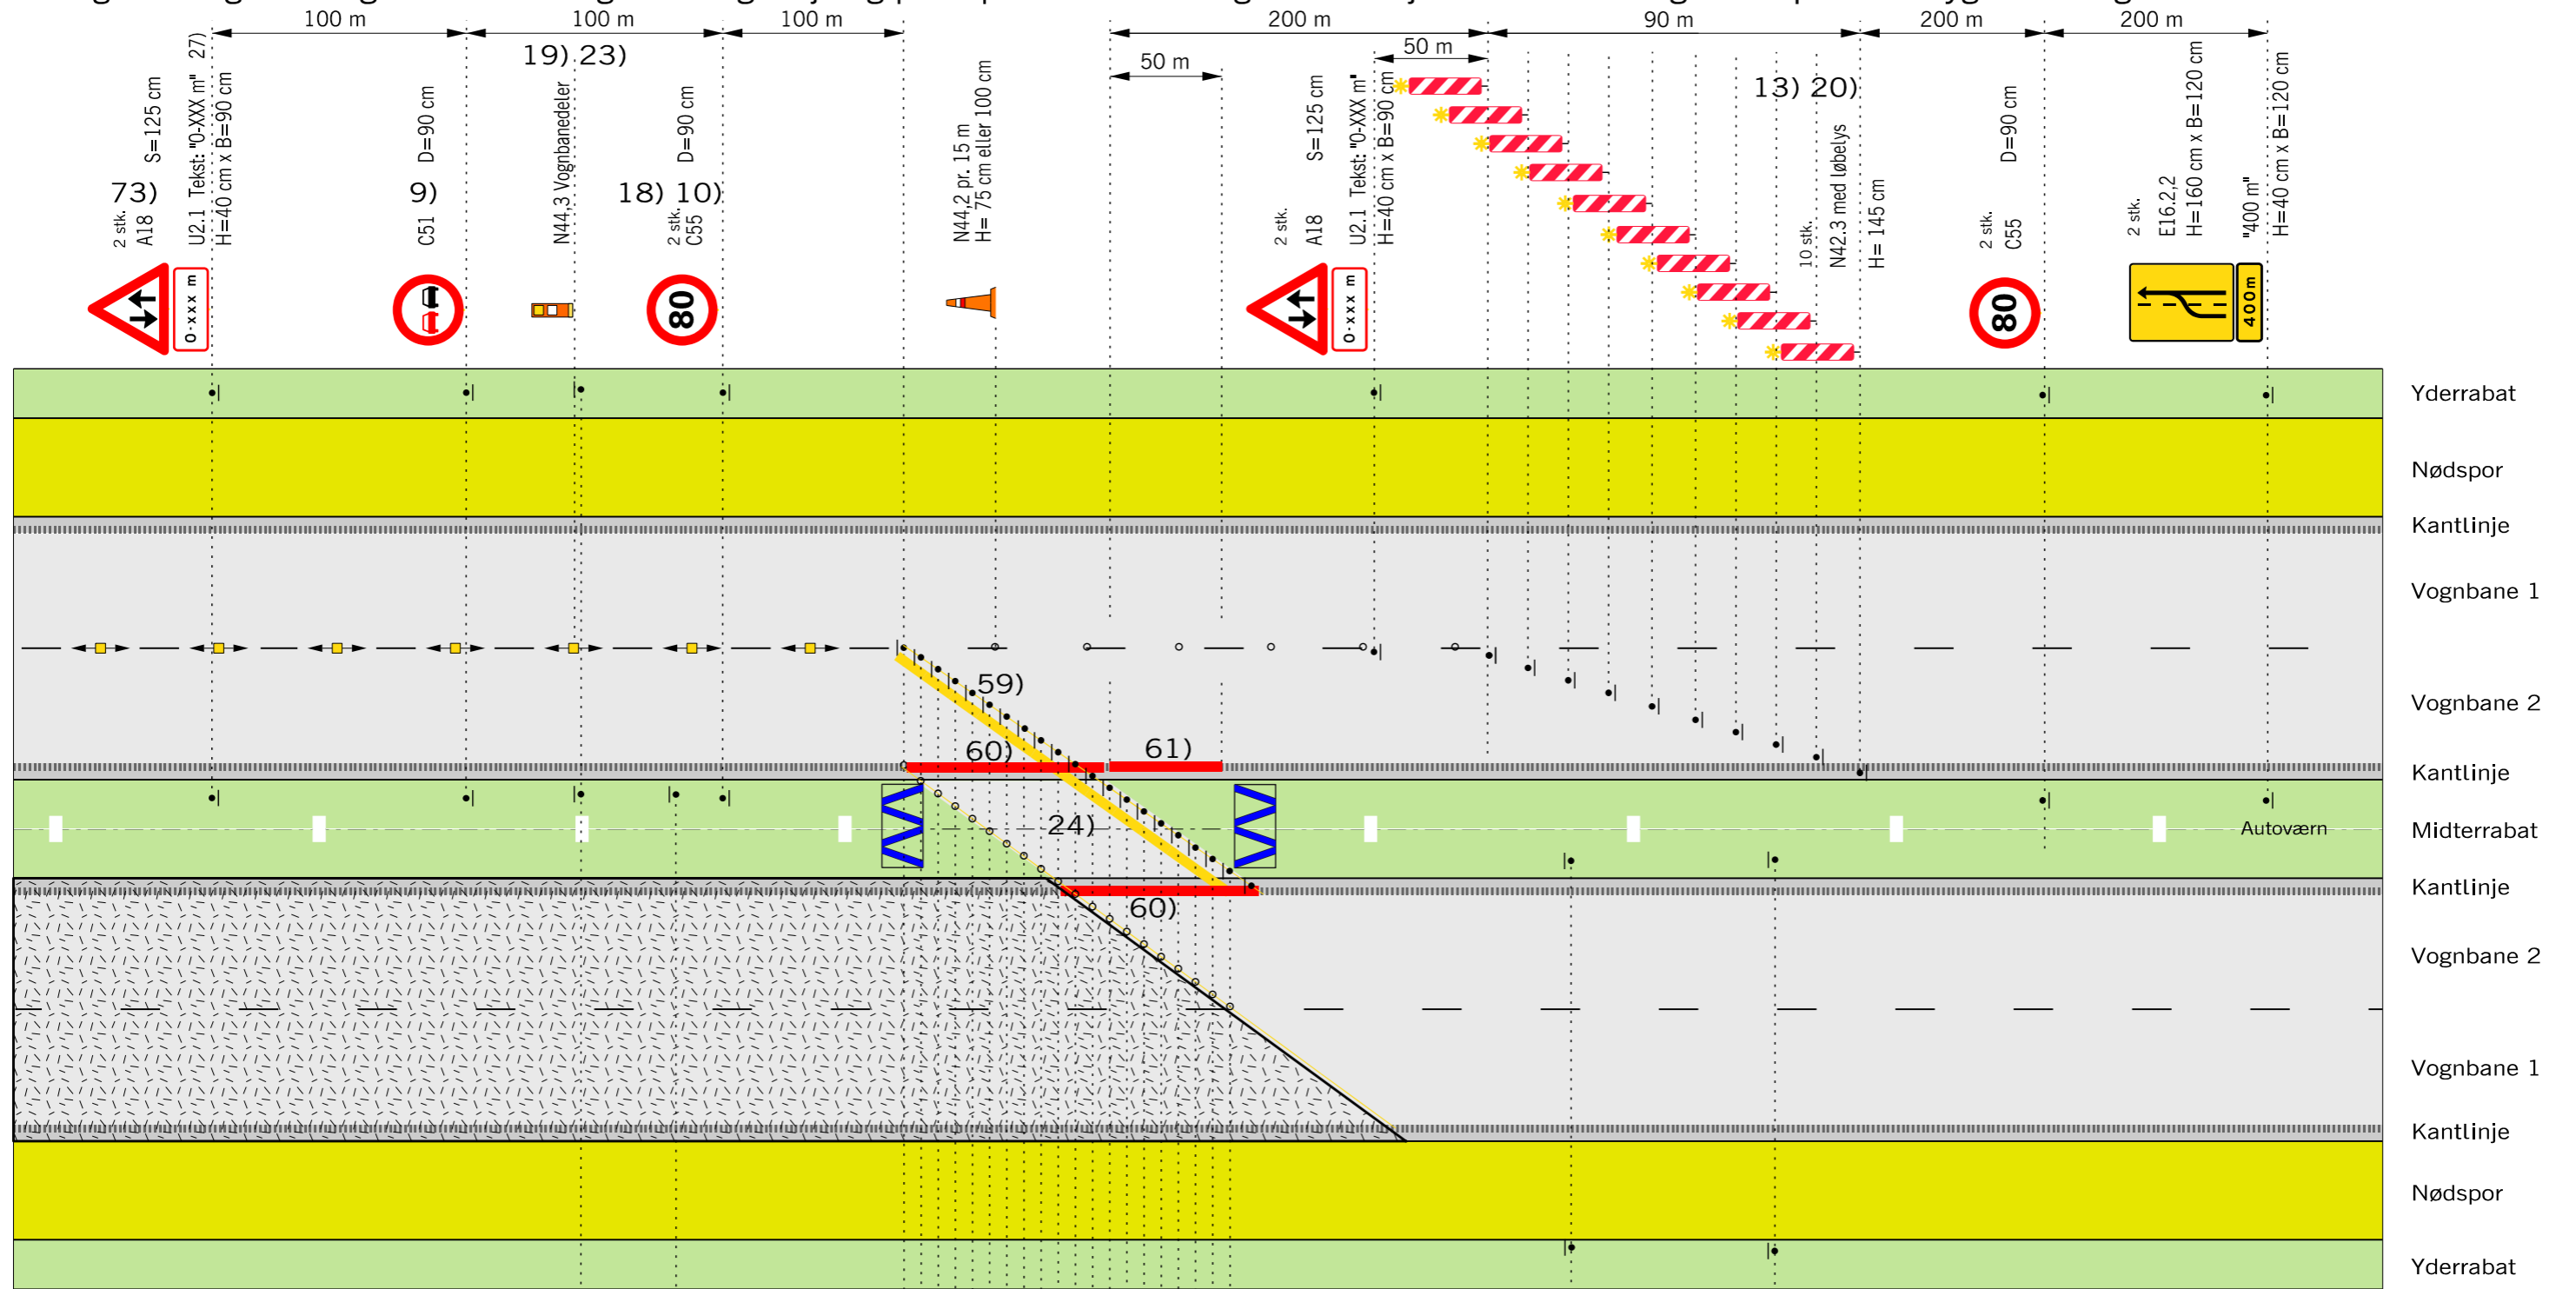 100 m
100 m
100 m
200 m
90 m
200 m
200 m
50 m
50 m
19) 23)
13) 20)
2 stk.
A18
S=125 cm
73)
U2.1 Tekst: "0-XXX m" 27)
H=40 cm x B=90 cm
C51 D=90 cm
9)
N44,3 Vognbanedeler
18) 10)
2 stk.
C55
D=90 cm
N44,2 pr. 15 m
H= 75 cm eller 100 cm
2 stk.
A18
S=125 cm
U2.1 Tekst: "0-XXX m"
H=40 cm x B=90 cm
10 stk.
N42.3 med løbelys
H= 145 cm
2 stk.
C55
D=90 cm
2 stk.
E16.2,2
H=160 cm x B=120 cm
"400 m"
H=40 cm x B=120 cm
0-xxx m
80
0-xxx m
80
400m
Yderrabat
Nødspor
Kantlinje
Vognbane 1
Vognbane 2
59)
60)
61)
Kantlinje
24)
Autoværn
Midterrabat
Kantlinje
60)
Vognbane 2
Vognbane 1
Kantlinje
Nødspor
Yderrabat